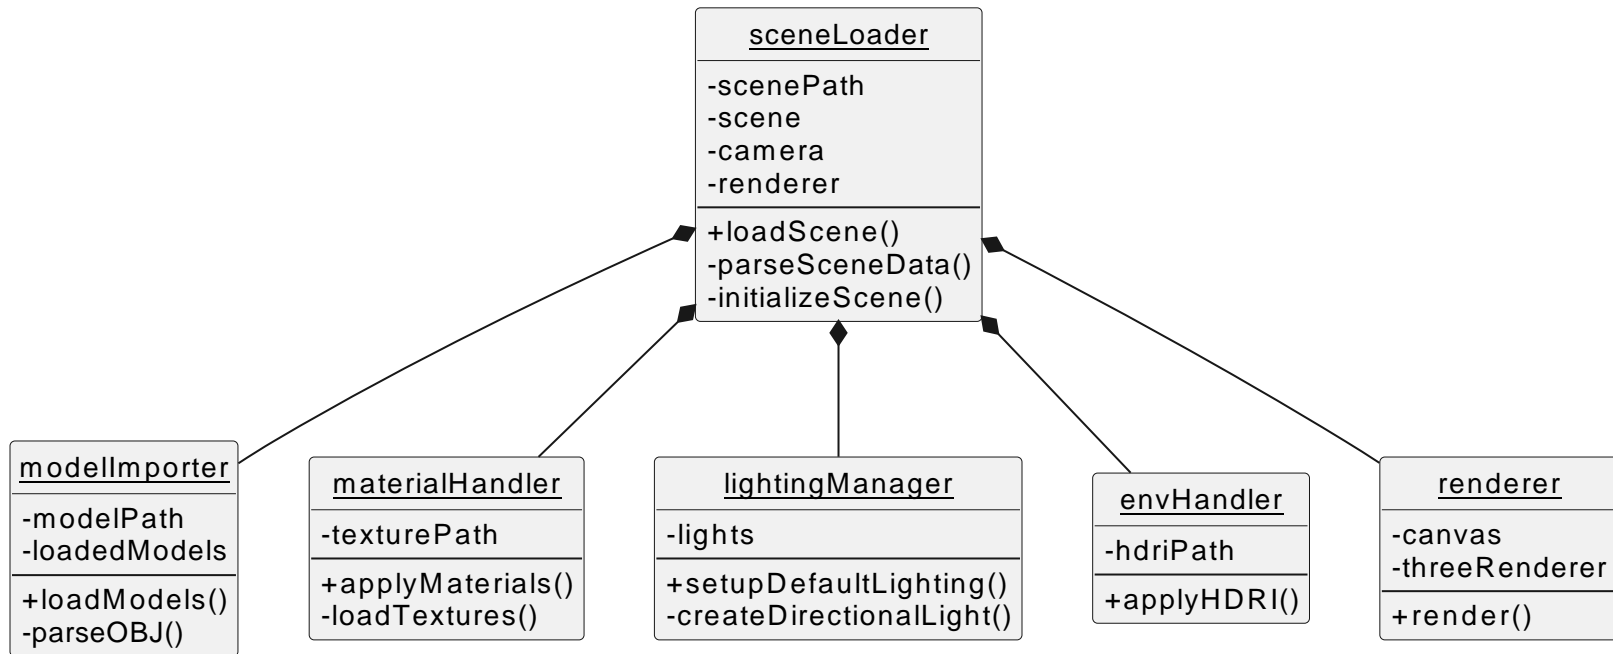 sceneLoader
-scenePath
-scene
-camera
-renderer
+loadScene()
-parseSceneData()
-initializeScene()
modelImporter
-modelPath
-loadedModels
+loadModels()
-parseOBJ()
materialHandler
-texturePath
+applyMaterials()
-loadTextures()
lightingManager
-lights
+setupDefaultLighting()
-createDirectionalLight()
envHandler
-hdriPath
+applyHDRI()
renderer
-canvas
-threeRenderer
+render()